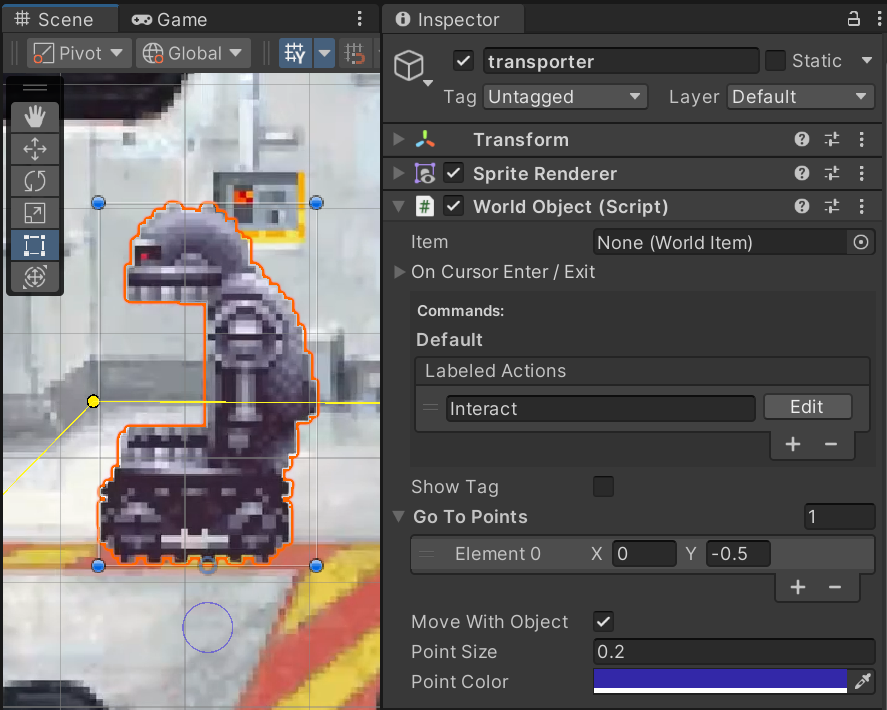 Scene Game
Inspector
Pivot Global
transporter Static
Tag Untagged Layer Default
Transform
Sprite Renderer
# World Object (Script)
Item None (World Item)
On Cursor Enter / Exit
Commands:
Default
Labeled Actions
Interact Edit
+ −
Show Tag
Go To Points 1
Element 0 X 0 Y -0.5
+ −
Move With Object
Point Size 0.2
Point Color